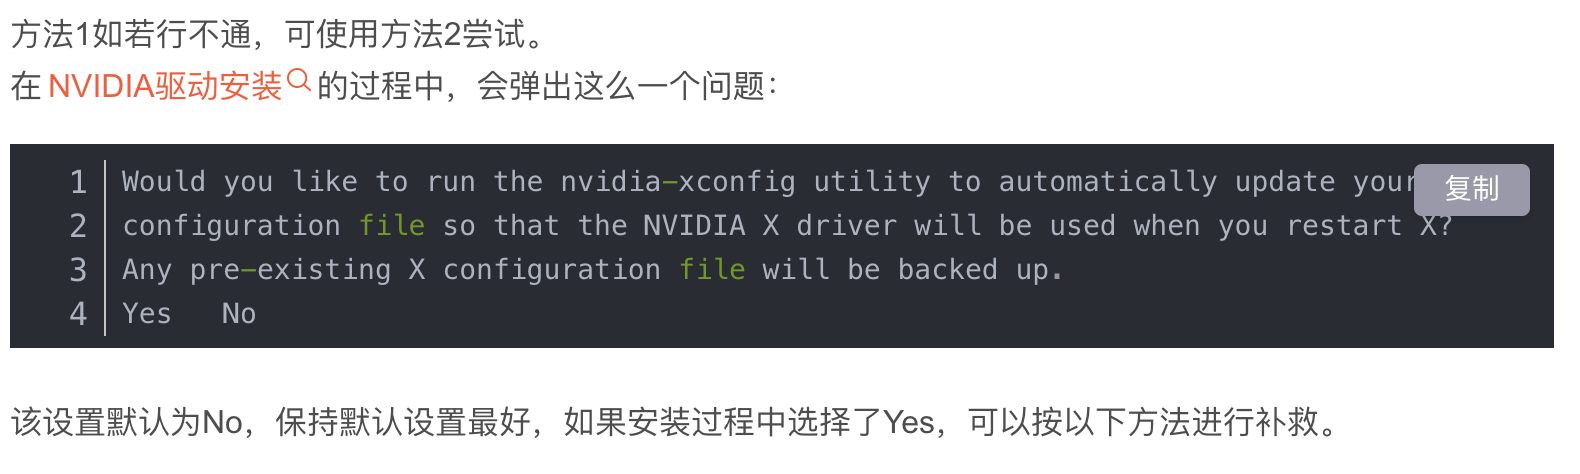 方法1如若行不通，可使用方法2尝试。
在 NVIDIA驱动安装 的过程中，会弹出这么一个问题：
1 Would you like to run the nvidia-xconfig utility to automatically update your
复制
2 configuration file so that the NVIDIA X driver will be used when you restart X?
3 Any pre-existing X configuration file will be backed up.
4 Yes No
该设置默认为No，保持默认设置最好，如果安装过程中选择了Yes，可以按以下方法进行补救。